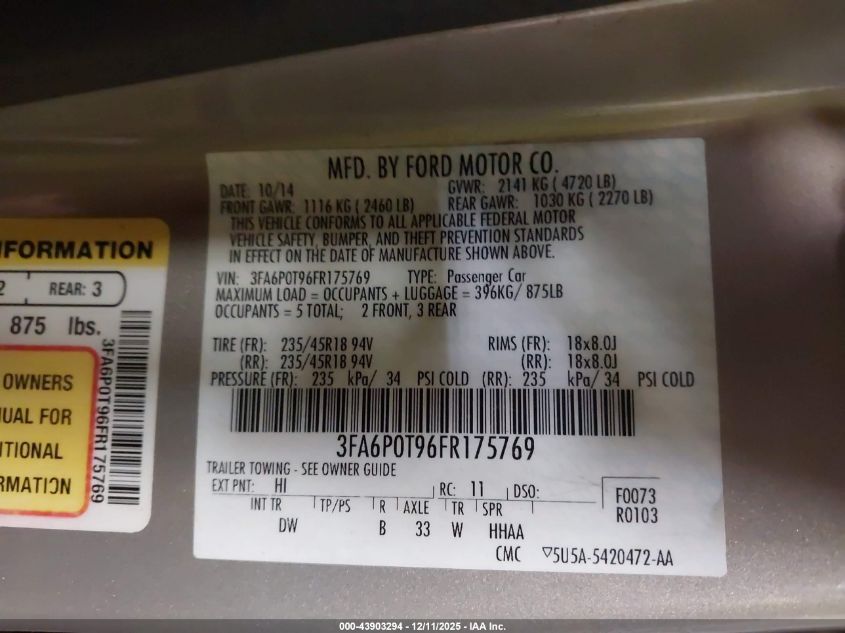 NFORMATION
2 REAR: 3
875 lbs.
OWNERS
UAL FOR
ITIONAL
RMATION
3FA6P0T96FR175769
MFD. BY FORD MOTOR CO.
DATE: 10/14 GVWR: 2141 KG ( 4720 LB)
FRONT GAWR: 1116 KG ( 2460 LB) REAR GAWR: 1030 KG ( 2270 LB)
THIS VEHICLE CONFORMS TO ALL APPLICABLE FEDERAL MOTOR
VEHICLE SAFETY, BUMPER, AND THEFT PREVENTION STANDARDS
IN EFFECT ON THE DATE OF MANUFACTURE SHOWN ABOVE.
VIN: 3FA6P0T96FR175769 TYPE: Passenger Car
MAXIMUM LOAD = OCCUPANTS + LUGGAGE = 396KG/ 875LB
OCCUPANTS = 5 TOTAL; 2 FRONT, 3 REAR
TIRE (FR): 235/45R18 94V RIMS (FR): 18x8.0J
(RR): 235/45R18 94V (RR): 18x8.0J
PRESSURE (FR): 235 kPa/ 34 PSI COLD (RR): 235 kPa/ 34 PSI COLD
3FA6P0T96FR175769
TRAILER TOWING - SEE OWNER GUIDE
EXT PNT: HI RC: 11 DSO: F0073
INT TR TP/PS R AXLE TR SPR R0103
DW B 33 W HHAA
CMC ▽5U5A-5420472-AA
000-43903294 - 12/11/2025 - IAA Inc.